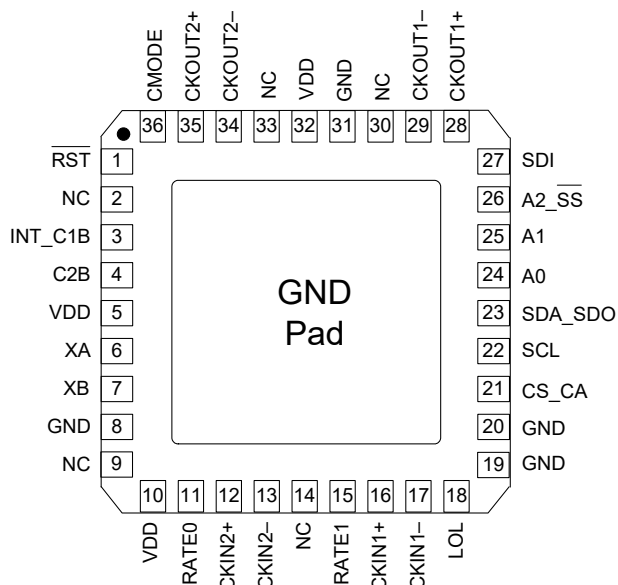 CMODE
CKOUT2+
CKOUT2–
NC
VDD
GND
NC
CKOUT1–
CKOUT1+
36 35 34 33 32 31 30 29 28
R̅S̅T̅ 1
NC 2
INT_C1B 3
C2B 4
VDD 5
XA 6
XB 7
GND 8
NC 9
GND
Pad
27 SDI
26 A2_S̅S̅
25 A1
24 A0
23 SDA_SDO
22 SCL
21 CS_CA
20 GND
19 GND
10 11 12 13 14 15 16 17 18
VDD
RATE0
CKIN2+
CKIN2–
NC
RATE1
CKIN1+
CKIN1–
LOL